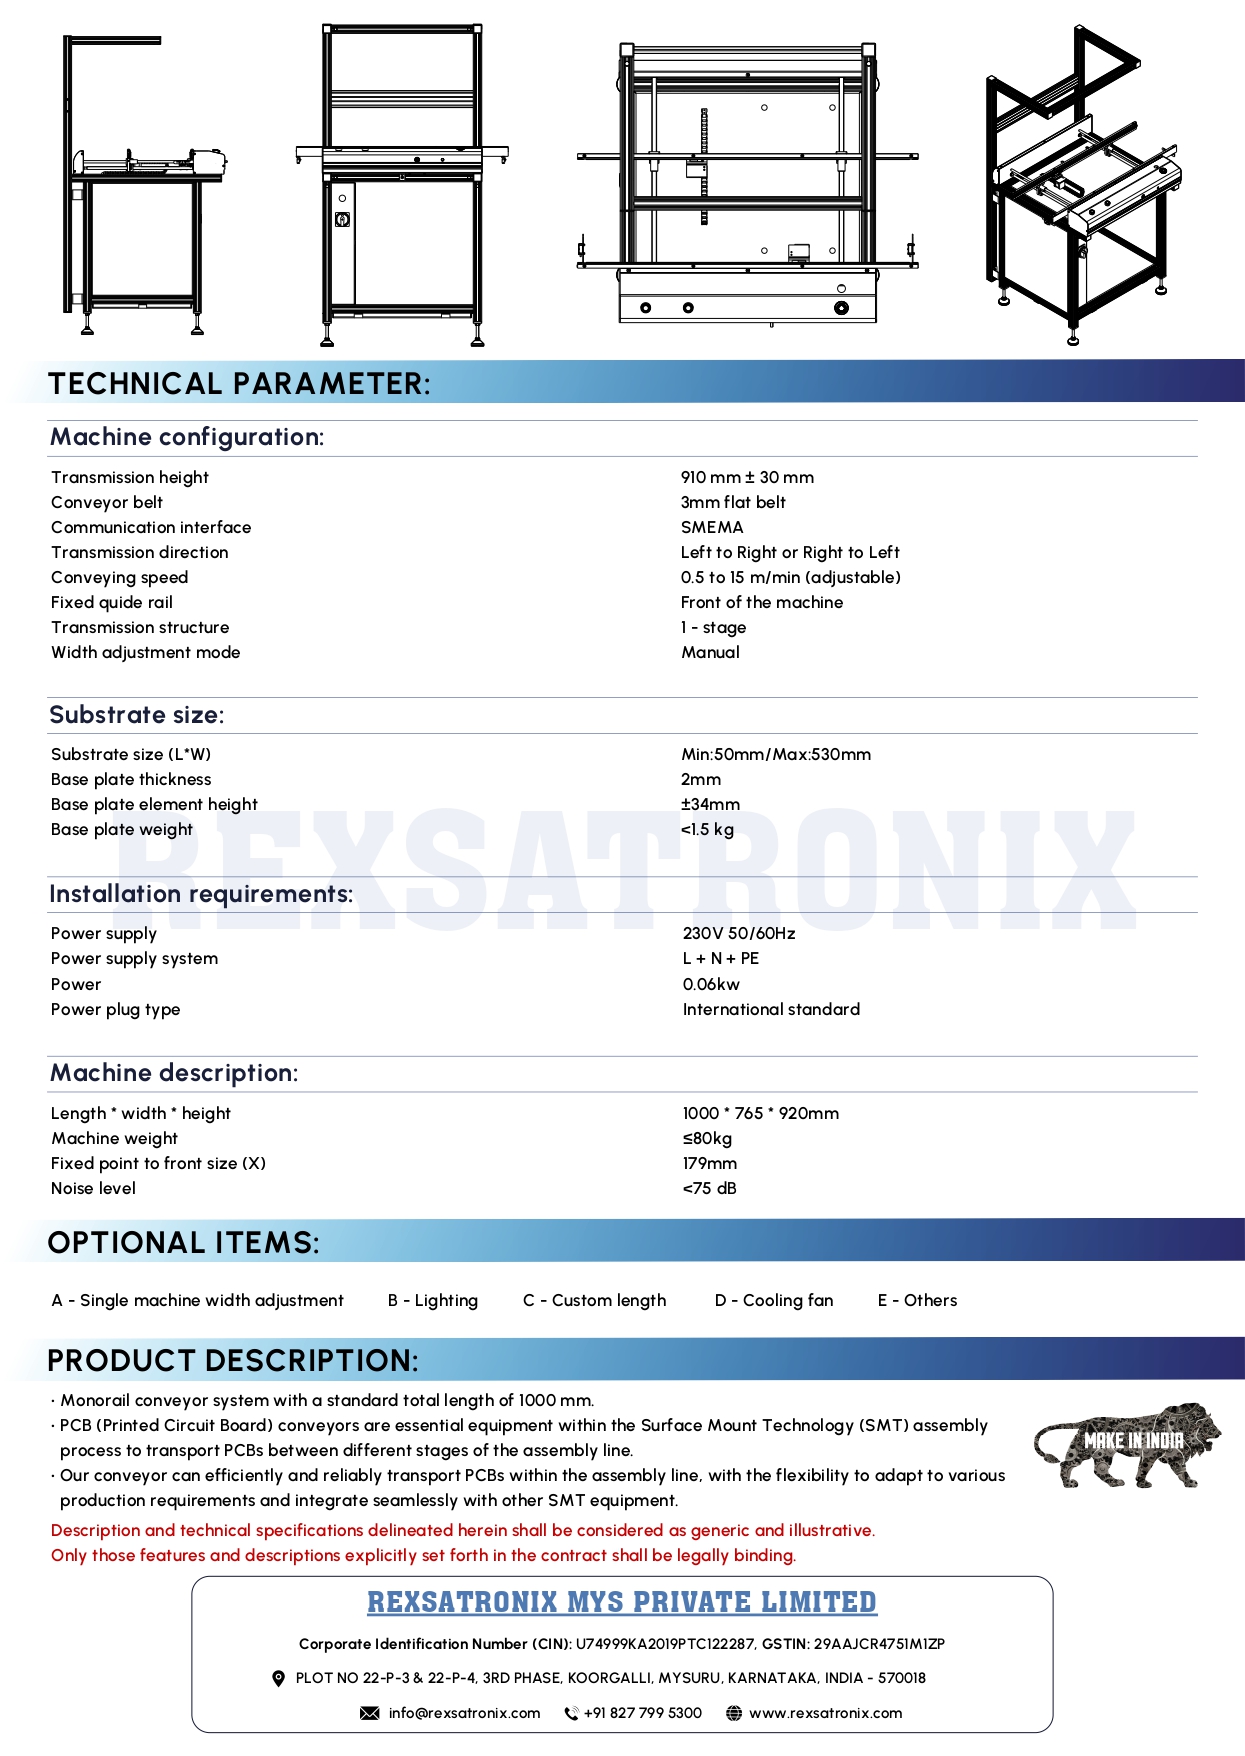 TECHNICAL PARAMETER:
Machine configuration:
Transmission height 910 mm ± 30 mm
Conveyor belt 3mm flat belt
Communication interface SMEMA
Transmission direction Left to Right or Right to Left
Conveying speed 0.5 to 15 m/min (adjustable)
Fixed quide rail Front of the machine
Transmission structure 1 - stage
Width adjustment mode Manual
Substrate size:
Substrate size (L*W) Min:50mm/Max:530mm
Base plate thickness 2mm
Base plate element height ±34mm
Base plate weight <1.5 kg
REXSATRONIX
Installation requirements:
Power supply 230V 50/60Hz
Power supply system L + N + PE
Power 0.06kw
Power plug type International standard
Machine description:
Length * width * height 1000 * 765 * 920mm
Machine weight ≤80kg
Fixed point to front size (X) 179mm
Noise level <75 dB
OPTIONAL ITEMS:
A - Single machine width adjustment B - Lighting C - Custom length D - Cooling fan E - Others
PRODUCT DESCRIPTION:
· Monorail conveyor system with a standard total length of 1000 mm.
· PCB (Printed Circuit Board) conveyors are essential equipment within the Surface Mount Technology (SMT) assembly
process to transport PCBs between different stages of the assembly line.
· Our conveyor can efficiently and reliably transport PCBs within the assembly line, with the flexibility to adapt to various
production requirements and integrate seamlessly with other SMT equipment.
MAKE IN INDIA
Description and technical specifications delineated herein shall be considered as generic and illustrative.
Only those features and descriptions explicitly set forth in the contract shall be legally binding.
REXSATRONIX MYS PRIVATE LIMITED
Corporate Identification Number (CIN): U74999KA2019PTC122287, GSTIN: 29AAJCR4751M1ZP
PLOT NO 22-P-3 & 22-P-4, 3RD PHASE, KOORGALLI, MYSURU, KARNATAKA, INDIA - 570018
info@rexsatronix.com +91 827 799 5300 www.rexsatronix.com